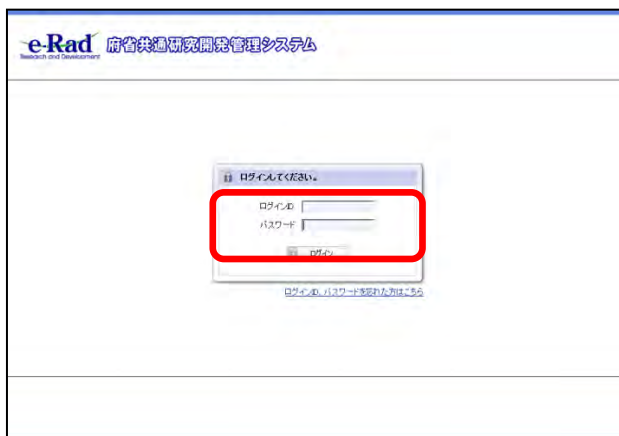 e-Rad 府省共通研究開発管理システム
Research and Development
ログインしてください。
ログインID
パスワード
ログイン
ログインID、パスワードを忘れた方はこちら